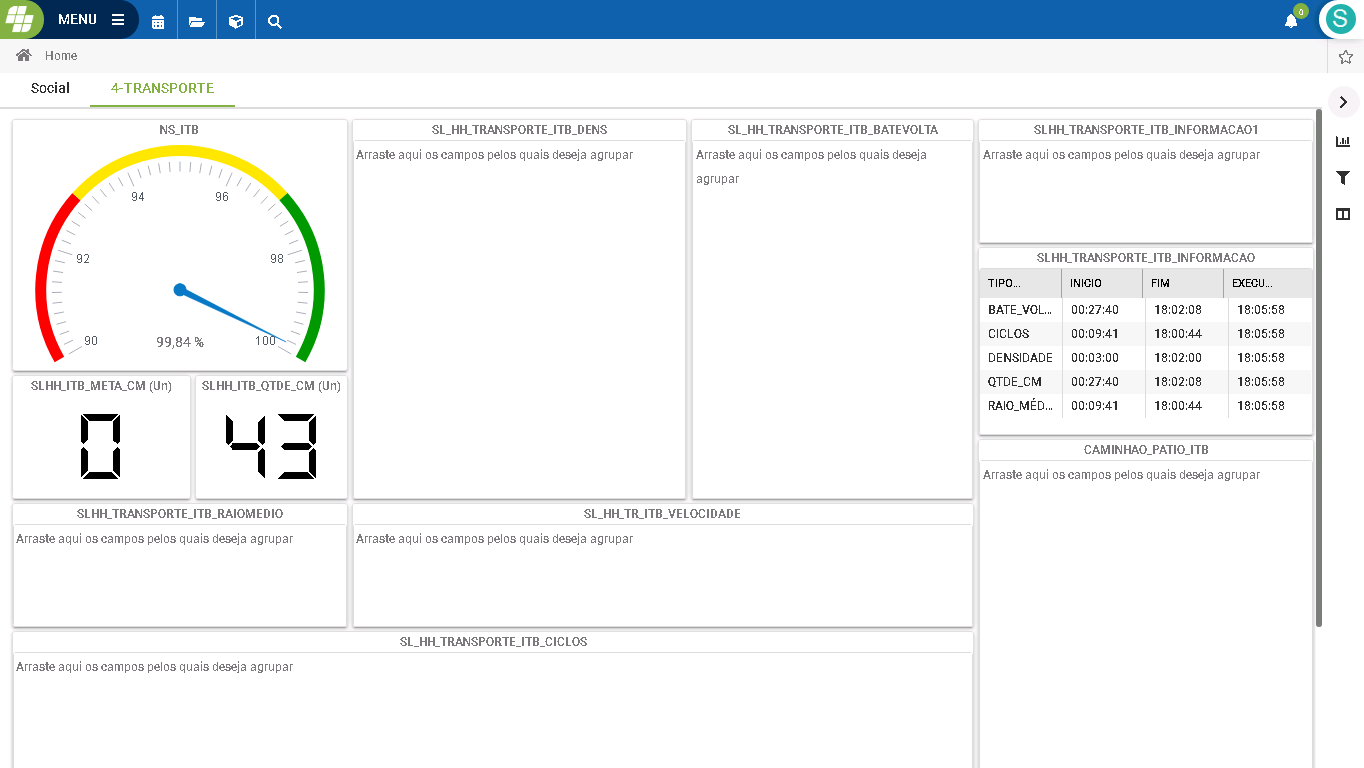 MENU
0
S
Home
Social
4-TRANSPORTE
NS_ITB
90
92
94
96
98
100
99,84 %
SL_HH_TRANSPORTE_ITB_DENS
Arraste aqui os campos pelos quais deseja agrupar
SL_HH_TRANSPORTE_ITB_BATEVOLTA
Arraste aqui os campos pelos quais deseja
agrupar
SLHH_TRANSPORTE_ITB_INFORMACAO1
Arraste aqui os campos pelos quais deseja agrupar
SLHH_TRANSPORTE_ITB_INFORMACAO
TIPO... INICIO FIM EXECU...
BATE_VOL... 00:27:40 18:02:08 18:05:58
CICLOS 00:09:41 18:00:44 18:05:58
DENSIDADE 00:03:00 18:02:00 18:05:58
QTDE_CM 00:27:40 18:02:08 18:05:58
RAIO_MÉD... 00:09:41 18:00:44 18:05:58
SLHH_ITB_META_CM (Un)
0
SLHH_ITB_QTDE_CM (Un)
43
CAMINHAO_PATIO_ITB
Arraste aqui os campos pelos quais deseja agrupar
SLHH_TRANSPORTE_ITB_RAIOMEDIO
Arraste aqui os campos pelos quais deseja agrupar
SL_HH_TR_ITB_VELOCIDADE
Arraste aqui os campos pelos quais deseja agrupar
SL_HH_TRANSPORTE_ITB_CICLOS
Arraste aqui os campos pelos quais deseja agrupar